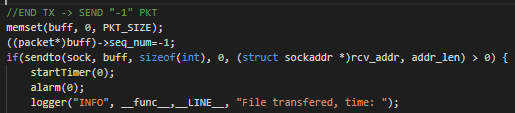 //END TX -> SEND "-1" PKT
memset(buff, 0, PKT_SIZE);
((packet*)buff)->seq_num=-1;
if(sendto(sock, buff, sizeof(int), 0, (struct sockaddr *)rcv_addr, addr_len) > 0) {
    startTimer(0);
    alarm(0);
    logger("INFO", __func__,__LINE__, "File transfered, time: ");